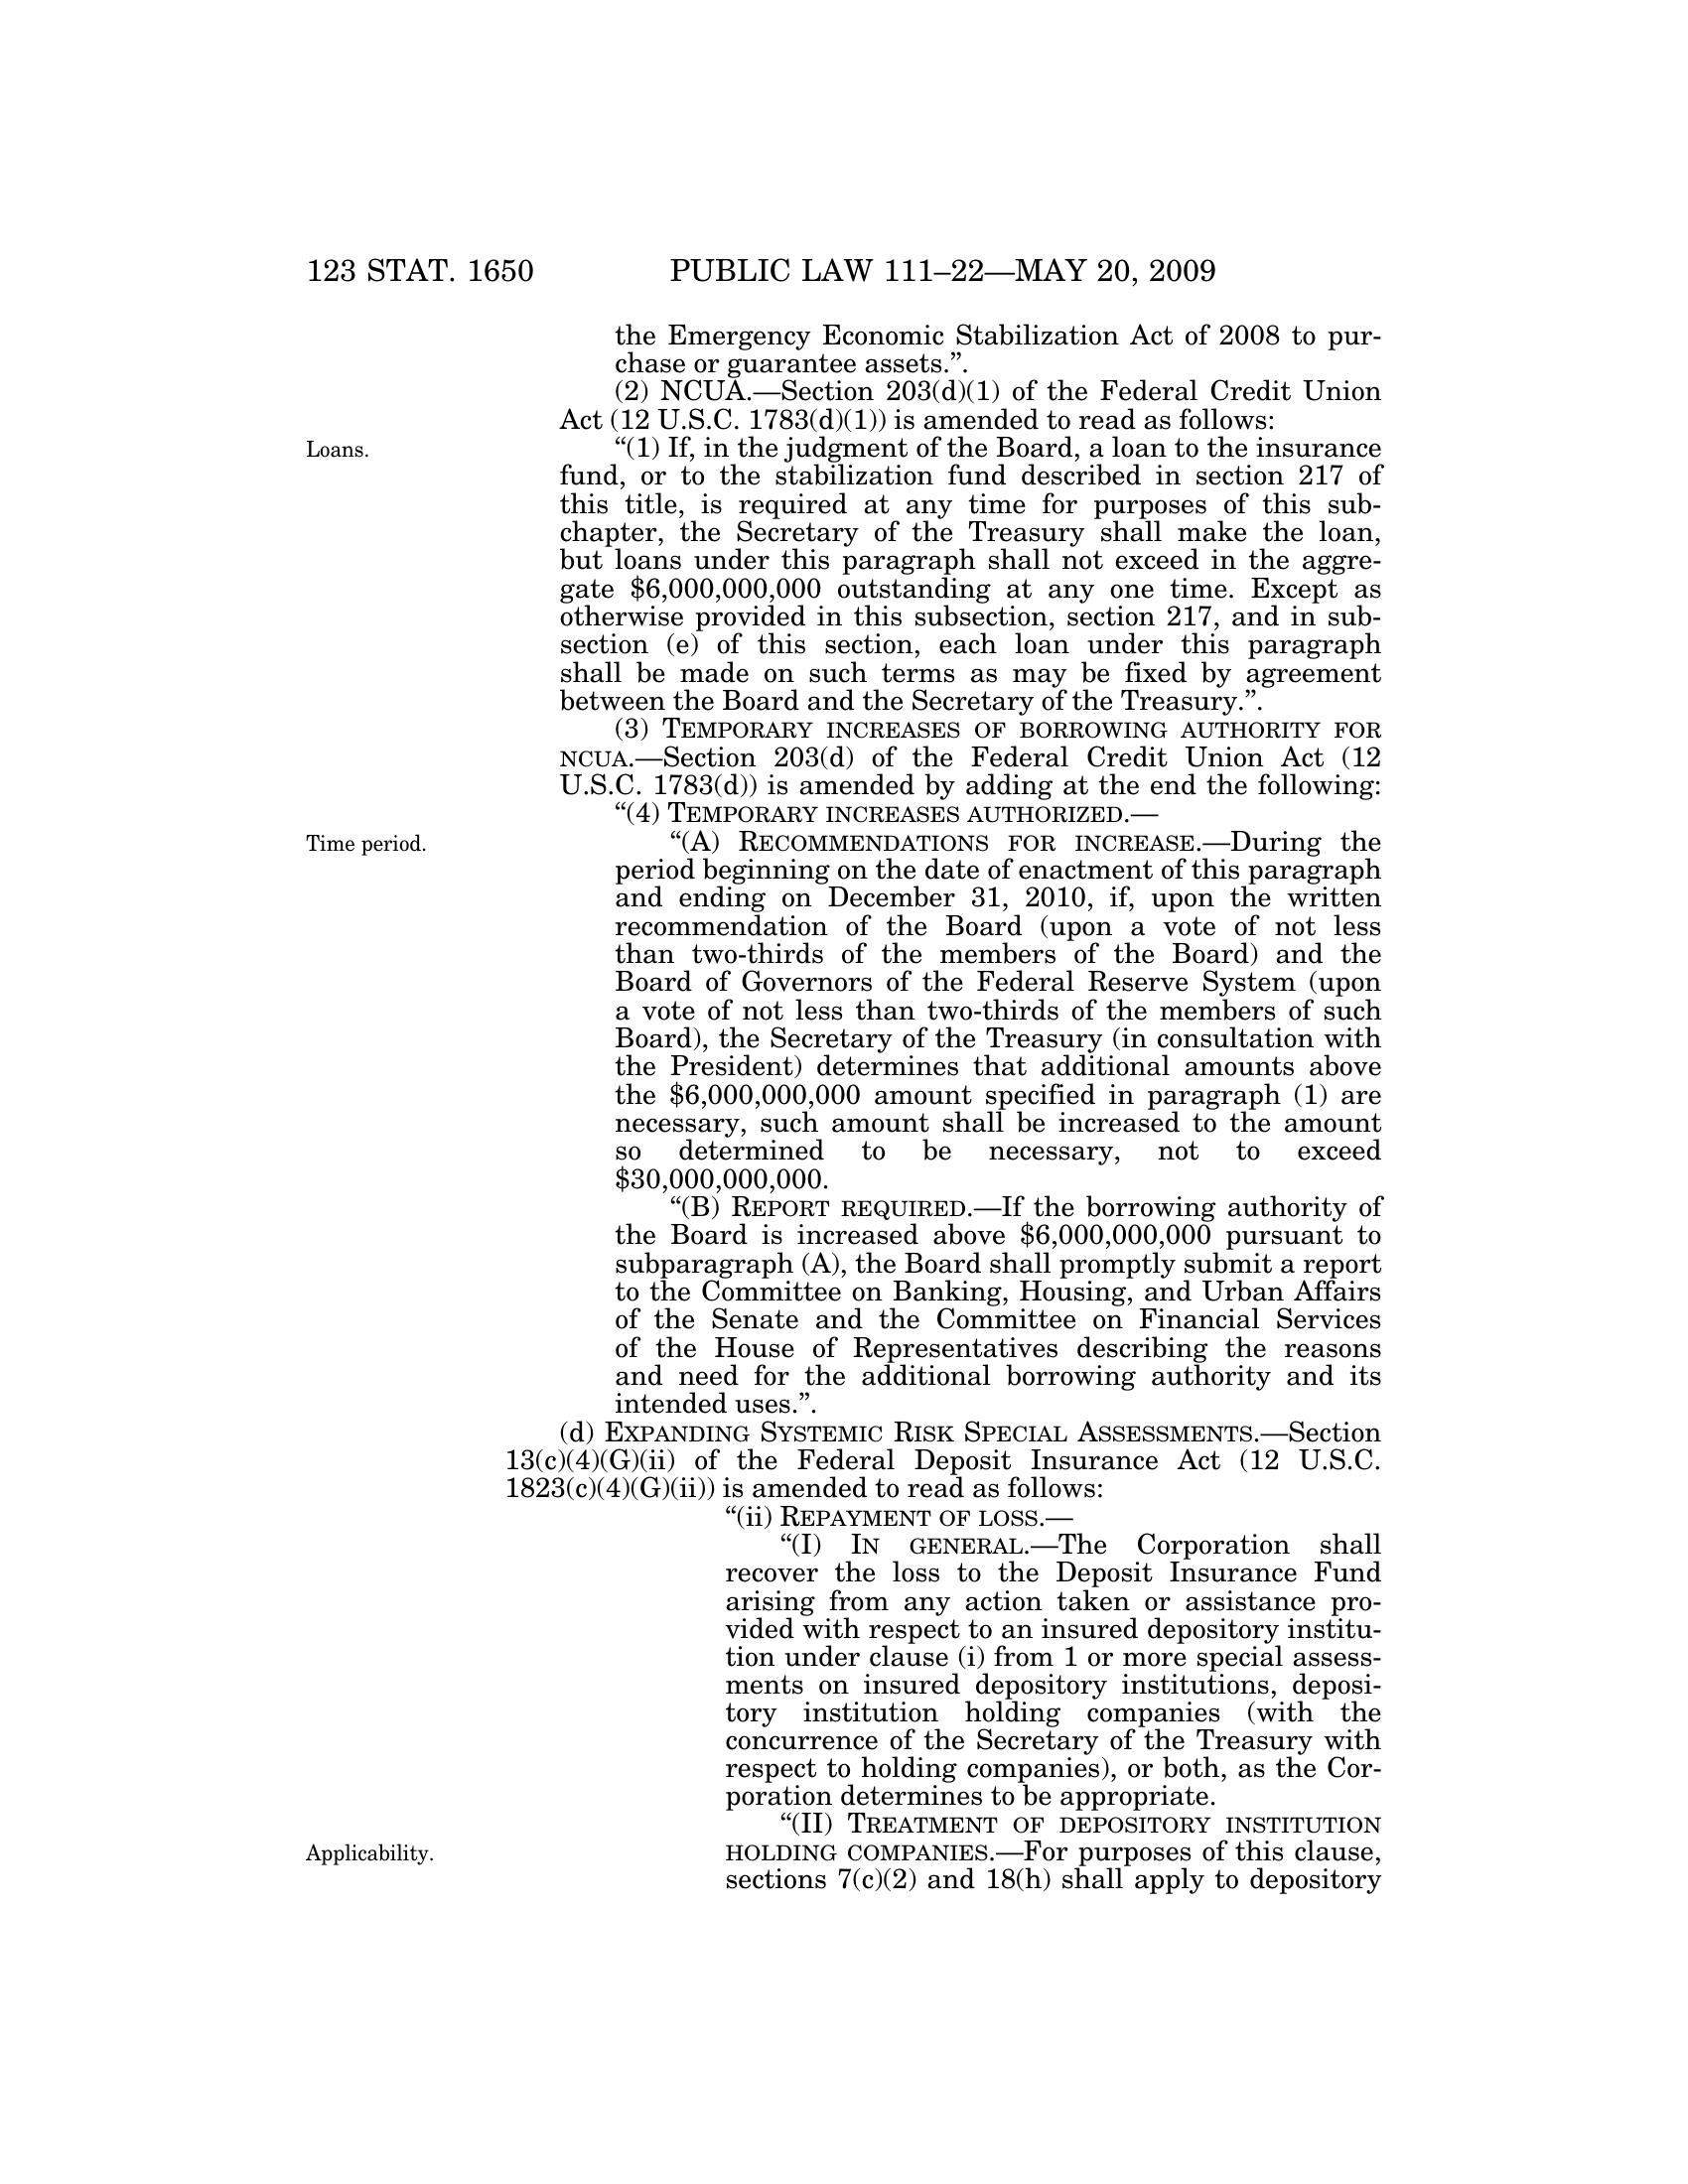 123 STAT. 1650 PUBLIC LAW 111–22—MAY 20, 2009
the Emergency Economic Stabilization Act of 2008 to pur-
chase or guarantee assets.”.
(2) NCUA.—Section 203(d)(1) of the Federal Credit Union
Act (12 U.S.C. 1783(d)(1)) is amended to read as follows:
Loans.
“(1) If, in the judgment of the Board, a loan to the insurance
fund, or to the stabilization fund described in section 217 of
this title, is required at any time for purposes of this sub-
chapter, the Secretary of the Treasury shall make the loan,
but loans under this paragraph shall not exceed in the aggre-
gate $6,000,000,000 outstanding at any one time. Except as
otherwise provided in this subsection, section 217, and in sub-
section (e) of this section, each loan under this paragraph
shall be made on such terms as may be fixed by agreement
between the Board and the Secretary of the Treasury.”.
(3) TEMPORARY INCREASES OF BORROWING AUTHORITY FOR
NCUA.—Section 203(d) of the Federal Credit Union Act (12
U.S.C. 1783(d)) is amended by adding at the end the following:
“(4) TEMPORARY INCREASES AUTHORIZED.—
Time period.
“(A) RECOMMENDATIONS FOR INCREASE.—During the
period beginning on the date of enactment of this paragraph
and ending on December 31, 2010, if, upon the written
recommendation of the Board (upon a vote of not less
than two-thirds of the members of the Board) and the
Board of Governors of the Federal Reserve System (upon
a vote of not less than two-thirds of the members of such
Board), the Secretary of the Treasury (in consultation with
the President) determines that additional amounts above
the $6,000,000,000 amount specified in paragraph (1) are
necessary, such amount shall be increased to the amount
so determined to be necessary, not to exceed
$30,000,000,000.
“(B) REPORT REQUIRED.—If the borrowing authority of
the Board is increased above $6,000,000,000 pursuant to
subparagraph (A), the Board shall promptly submit a report
to the Committee on Banking, Housing, and Urban Affairs
of the Senate and the Committee on Financial Services
of the House of Representatives describing the reasons
and need for the additional borrowing authority and its
intended uses.”.
(d) EXPANDING SYSTEMIC RISK SPECIAL ASSESSMENTS.—Section
13(c)(4)(G)(ii) of the Federal Deposit Insurance Act (12 U.S.C.
1823(c)(4)(G)(ii)) is amended to read as follows:
“(ii) REPAYMENT OF LOSS.—
“(I) IN GENERAL.—The Corporation shall
recover the loss to the Deposit Insurance Fund
arising from any action taken or assistance pro-
vided with respect to an insured depository institu-
tion under clause (i) from 1 or more special assess-
ments on insured depository institutions, deposi-
tory institution holding companies (with the
concurrence of the Secretary of the Treasury with
respect to holding companies), or both, as the Cor-
poration determines to be appropriate.
“(II) TREATMENT OF DEPOSITORY INSTITUTION
Applicability.
HOLDING COMPANIES.—For purposes of this clause,
sections 7(c)(2) and 18(h) shall apply to depository